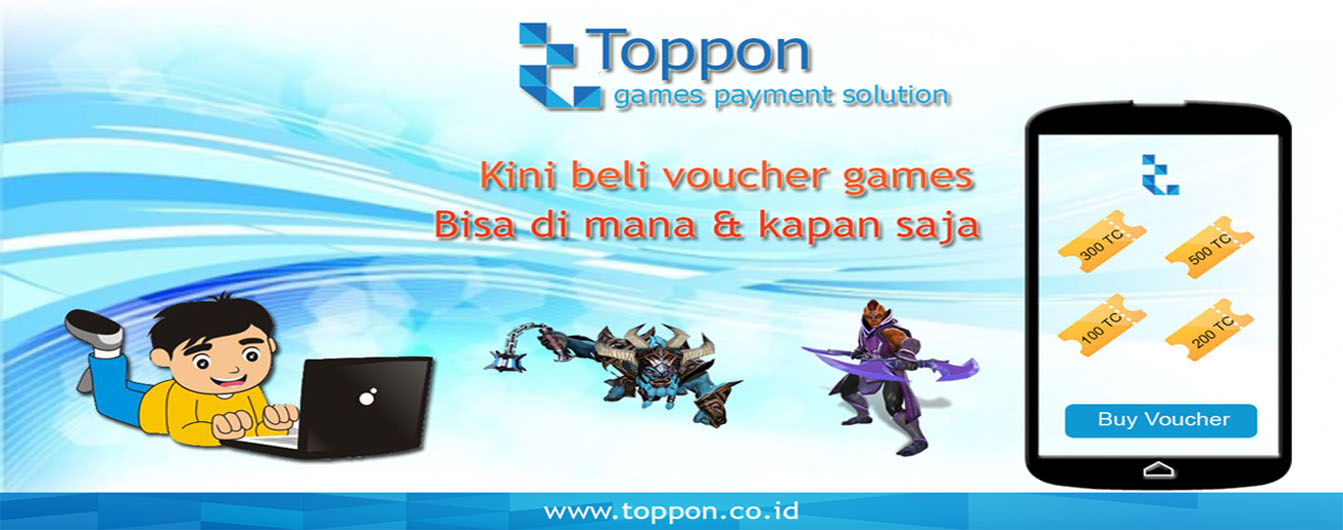 Toppon
games payment solution
Kini beli voucher games
Bisa di mana & kapan saja
300 TC
500 TC
100 TC
200 TC
Buy Voucher
www.toppon.co.id